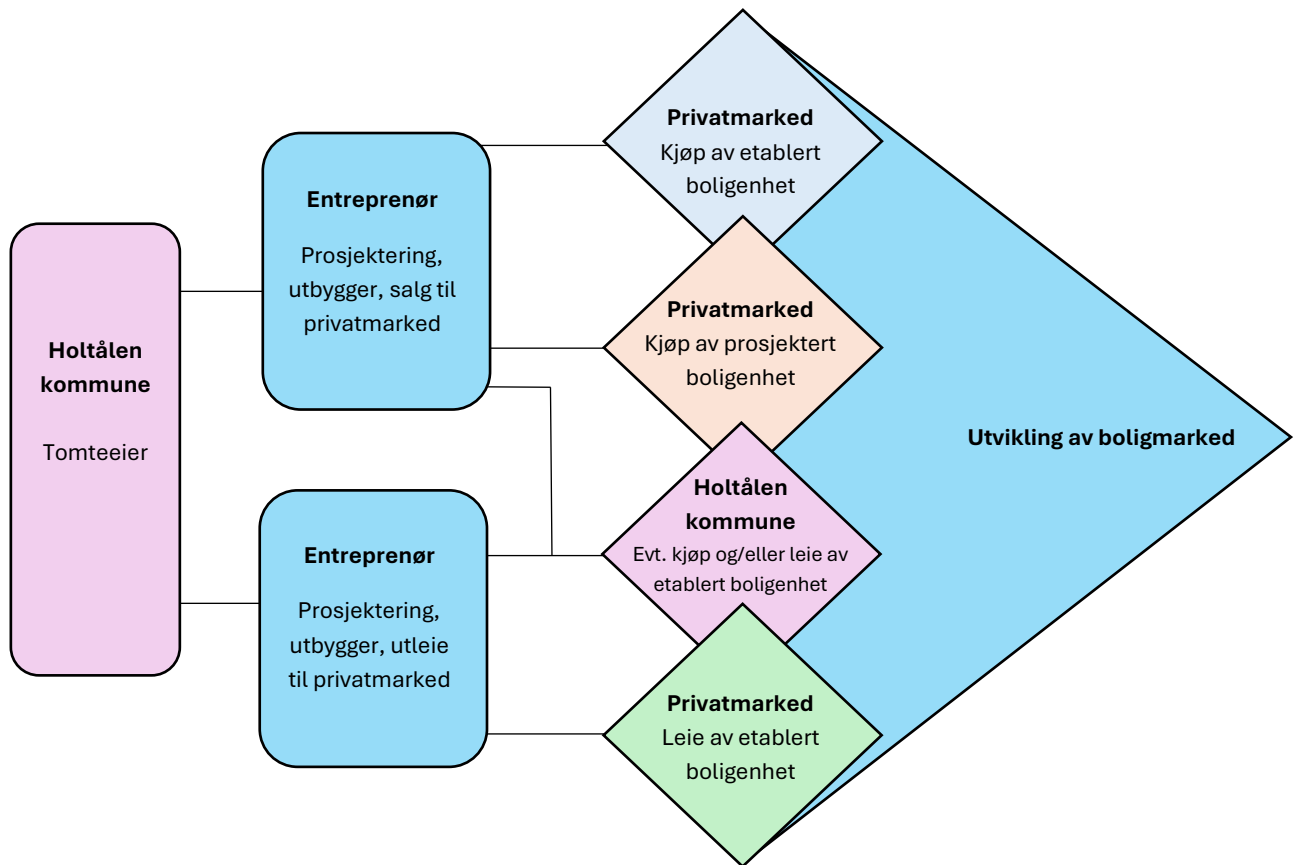 Holtålen
kommune
Tomteeier
Entreprenør
Prosjektering,
utbygger, salg til
privatmarked
Entreprenør
Prosjektering,
utbygger, utleie
til privatmarked
Privatmarked
Kjøp av etablert
boligenhet
Privatmarked
Kjøp av prosjektert
boligenhet
Holtålen
kommune
Evt. kjøp og/eller leie av
etablert boligenhet
Privatmarked
Leie av etablert
boligenhet
Utvikling av boligmarked